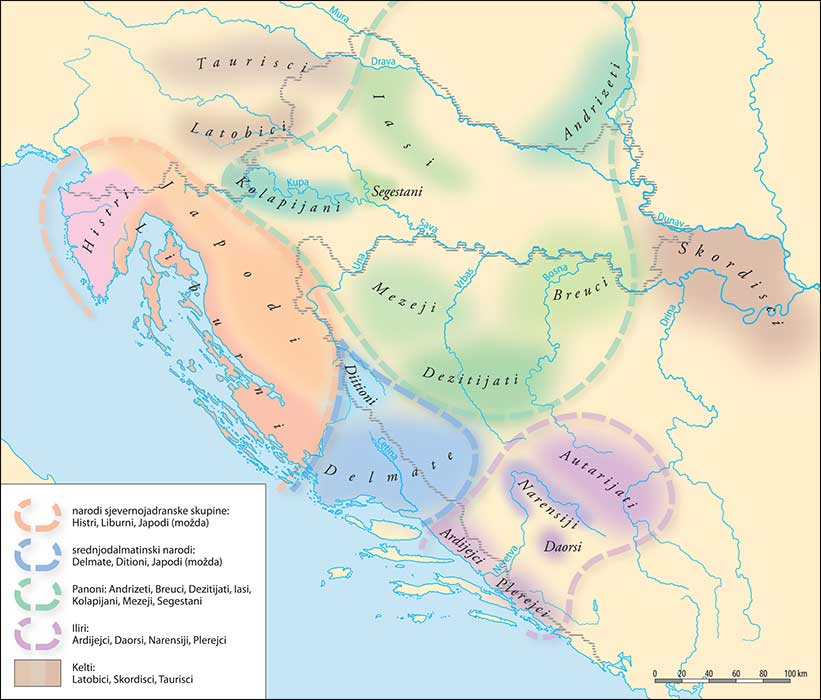 Mura
Taurisci
Drava
Iasi
Andrizeti
Latobici
Kolapijani
Kupa
Segestani
Histri
Japodi
Liburni
Sava
Dunav
Skordisci
Una
Vrbas
Bosna
Mezeji
Breuci
Drina
Dezitijati
Ditioni
Cetina
Delmate
Autarijati
Narensiji
Daorsi
Ardijejci
Neretva
Plerejci
narodi sjevernojadranske skupine:
Histri, Liburni, Japodi (možda)
srednjodalmatinski narodi:
Delmate, Ditioni, Japodi (možda)
Panoni: Andrizeti, Breuci, Dezitijati, Iasi,
Kolapijani, Mezeji, Segestani
Iliri:
Ardijejci, Daorsi, Narensiji, Plerejci
Kelti:
Latobici, Skordisci, Taurisci
0 20 40 60 80 100 km